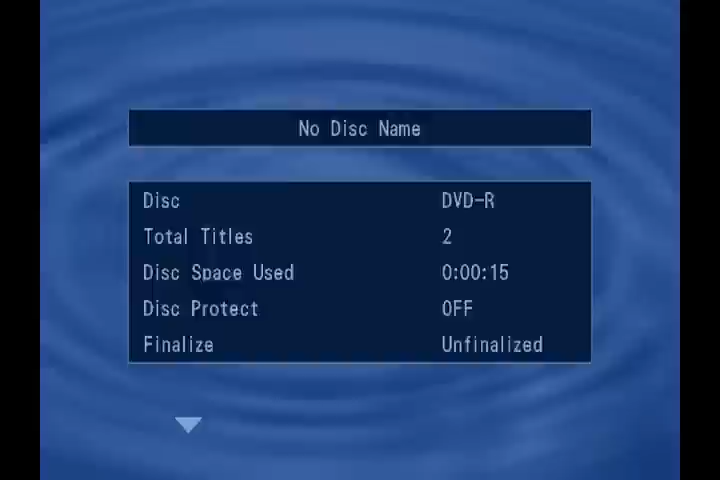 No Disc Name
Disc DVD-R
Total Titles 2
Disc Space Used 0:00:15
Disc Protect OFF
Finalize Unfinalized